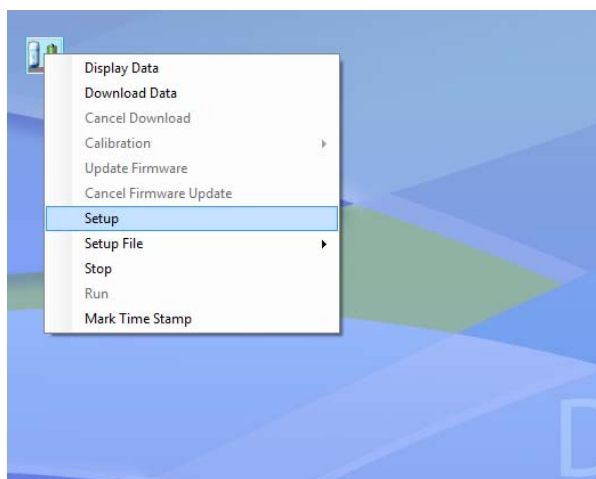 Display Data
Download Data
Cancel Download
Calibration
Update Firmware
Cancel Firmware Update
Setup
Setup File
Stop
Run
Mark Time Stamp
D